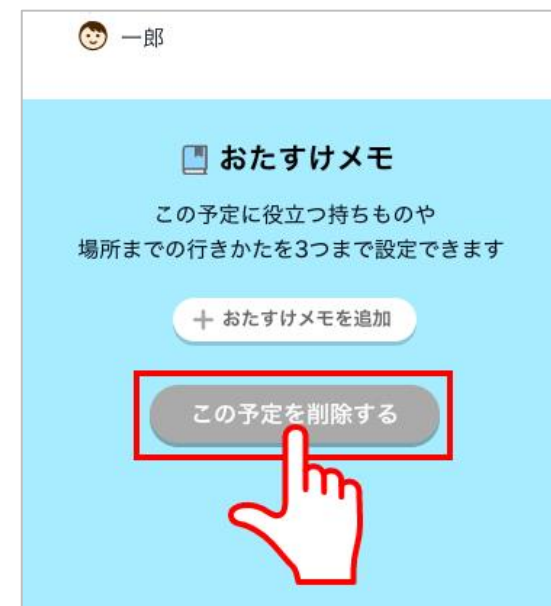 一郎
おたすけメモ
この予定に役立つ持ちものや
場所までの行きかたを3つまで設定できます
+ おたすけメモを追加
この予定を削除する